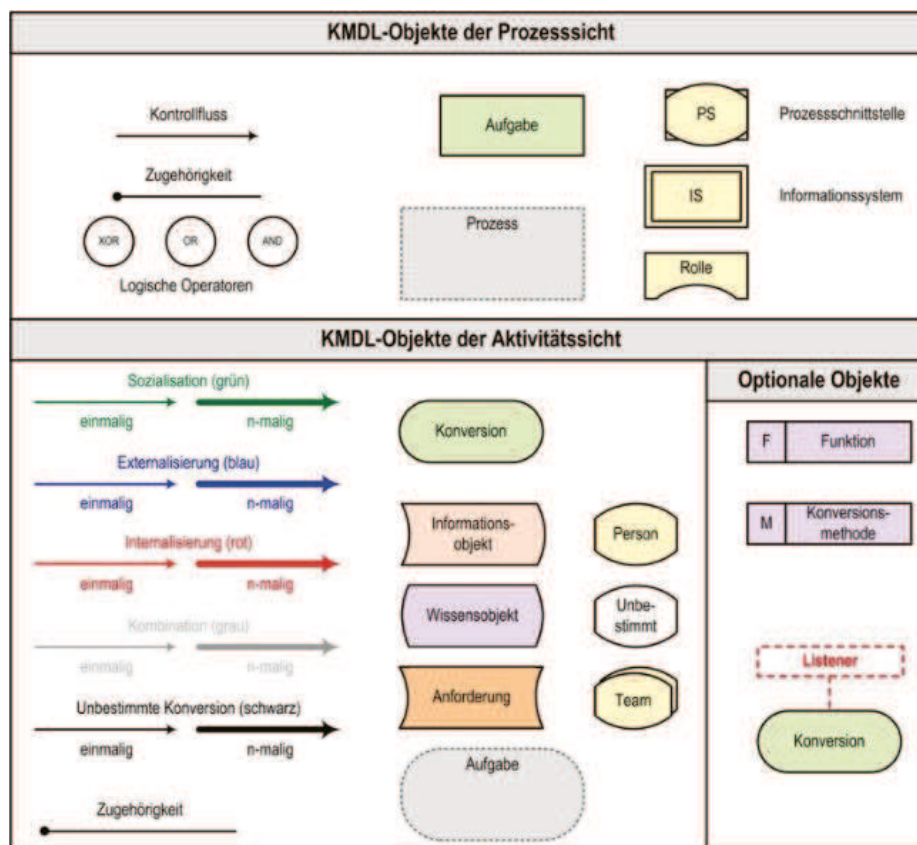 KMDL-Objekte der Prozesssicht
Kontrollfluss
Zugehörigkeit
XOR
OR
AND
Logische Operatoren
Aufgabe
Prozess
PS
Prozessschnittstelle
IS
Informationssystem
Rolle
KMDL-Objekte der Aktivitätssicht
Sozialisation (grün)
einmalig
n-malig
Externalisierung (blau)
einmalig
n-malig
Internalisierung (rot)
einmalig
n-malig
Kombination (grau)
einmalig
n-malig
Unbestimmte Konversion (schwarz)
einmalig
n-malig
Zugehörigkeit
Konversion
Informations-
objekt
Person
Wissensobjekt
Unbe-
stimmt
Anforderung
Team
Aufgabe
Optionale Objekte
F
Funktion
M
Konversions-
methode
Listener
Konversion